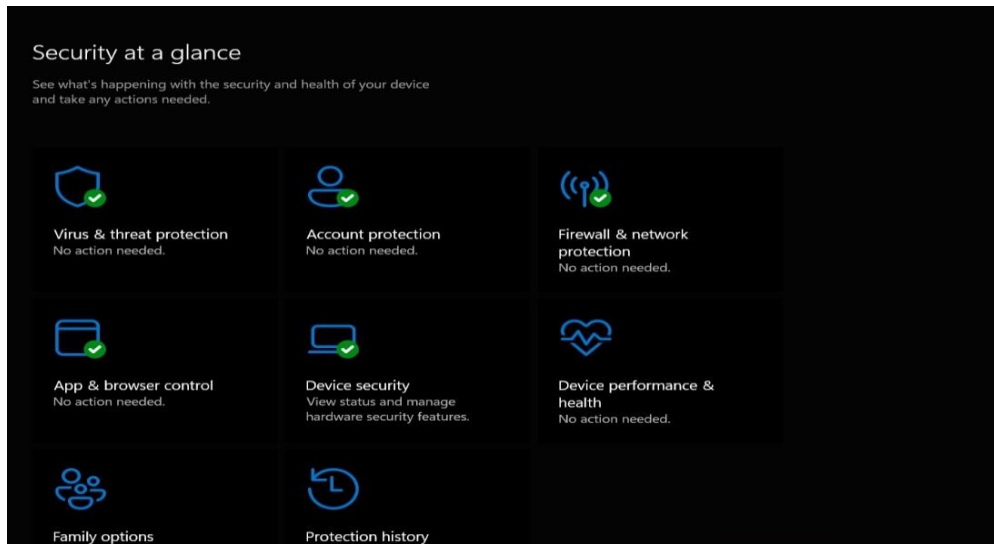 Security at a glance
See what's happening with the security and health of your device
and take any actions needed.
Virus & threat protection
No action needed.
Account protection
No action needed.
Firewall & network
protection
No action needed.
App & browser control
No action needed.
Device security
View status and manage
hardware security features.
Device performance &
health
No action needed.
Family options
Protection history